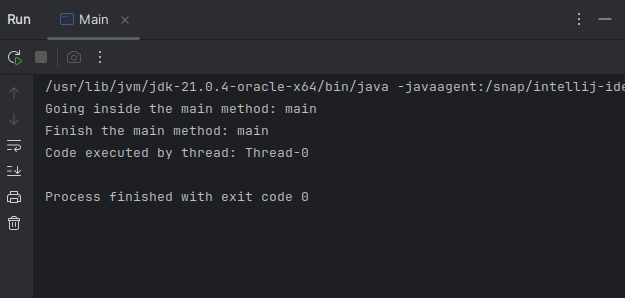 Run Main
/usr/lib/jvm/jdk-21.0.4-oracle-x64/bin/java -javaagent:/snap/intellij-ide
Going inside the main method: main
Finish the main method: main
Code executed by thread: Thread-0
Process finished with exit code 0